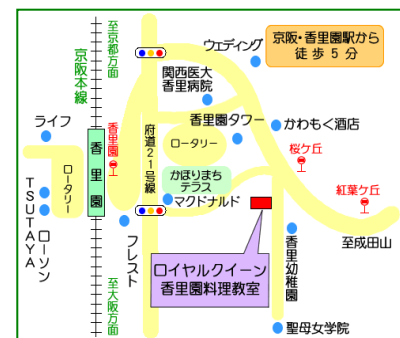 至京都方面
京阪本線
ウェディング
京阪・香里園駅から
徒歩5分
関西医大
香里病院
ライフ
香里園
府道21号線
香里園タワー
かわもく酒店
ロータリー
桜ケ丘
ロータリー
香里園
かほりまち
テラス
紅葉ケ丘
マクドナルド
TSUTAYA
ローソン
フレスト
至成田山
香里幼稚園
ロイヤルクイーン
香里園料理教室
至大阪方面
聖母女学院